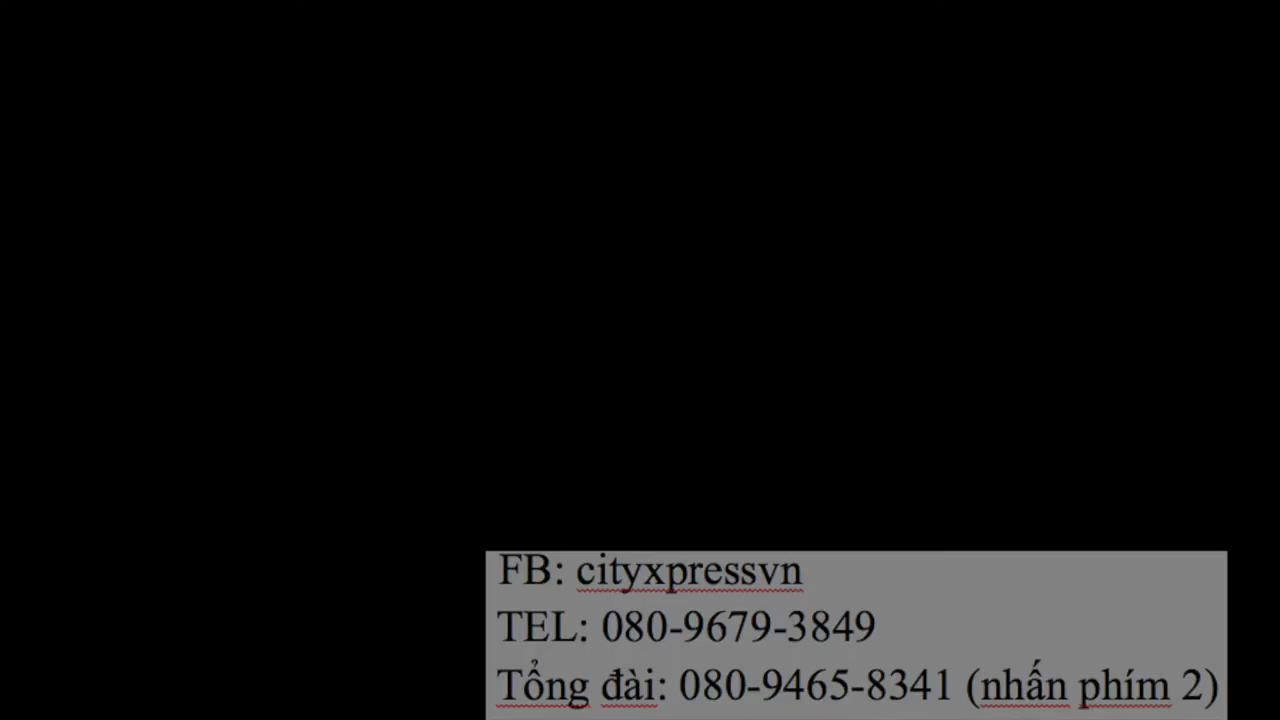 FB: cityxpressvn
TEL: 080-9679-3849
Tổng đài: 080-9465-8341 (nhấn phím 2)